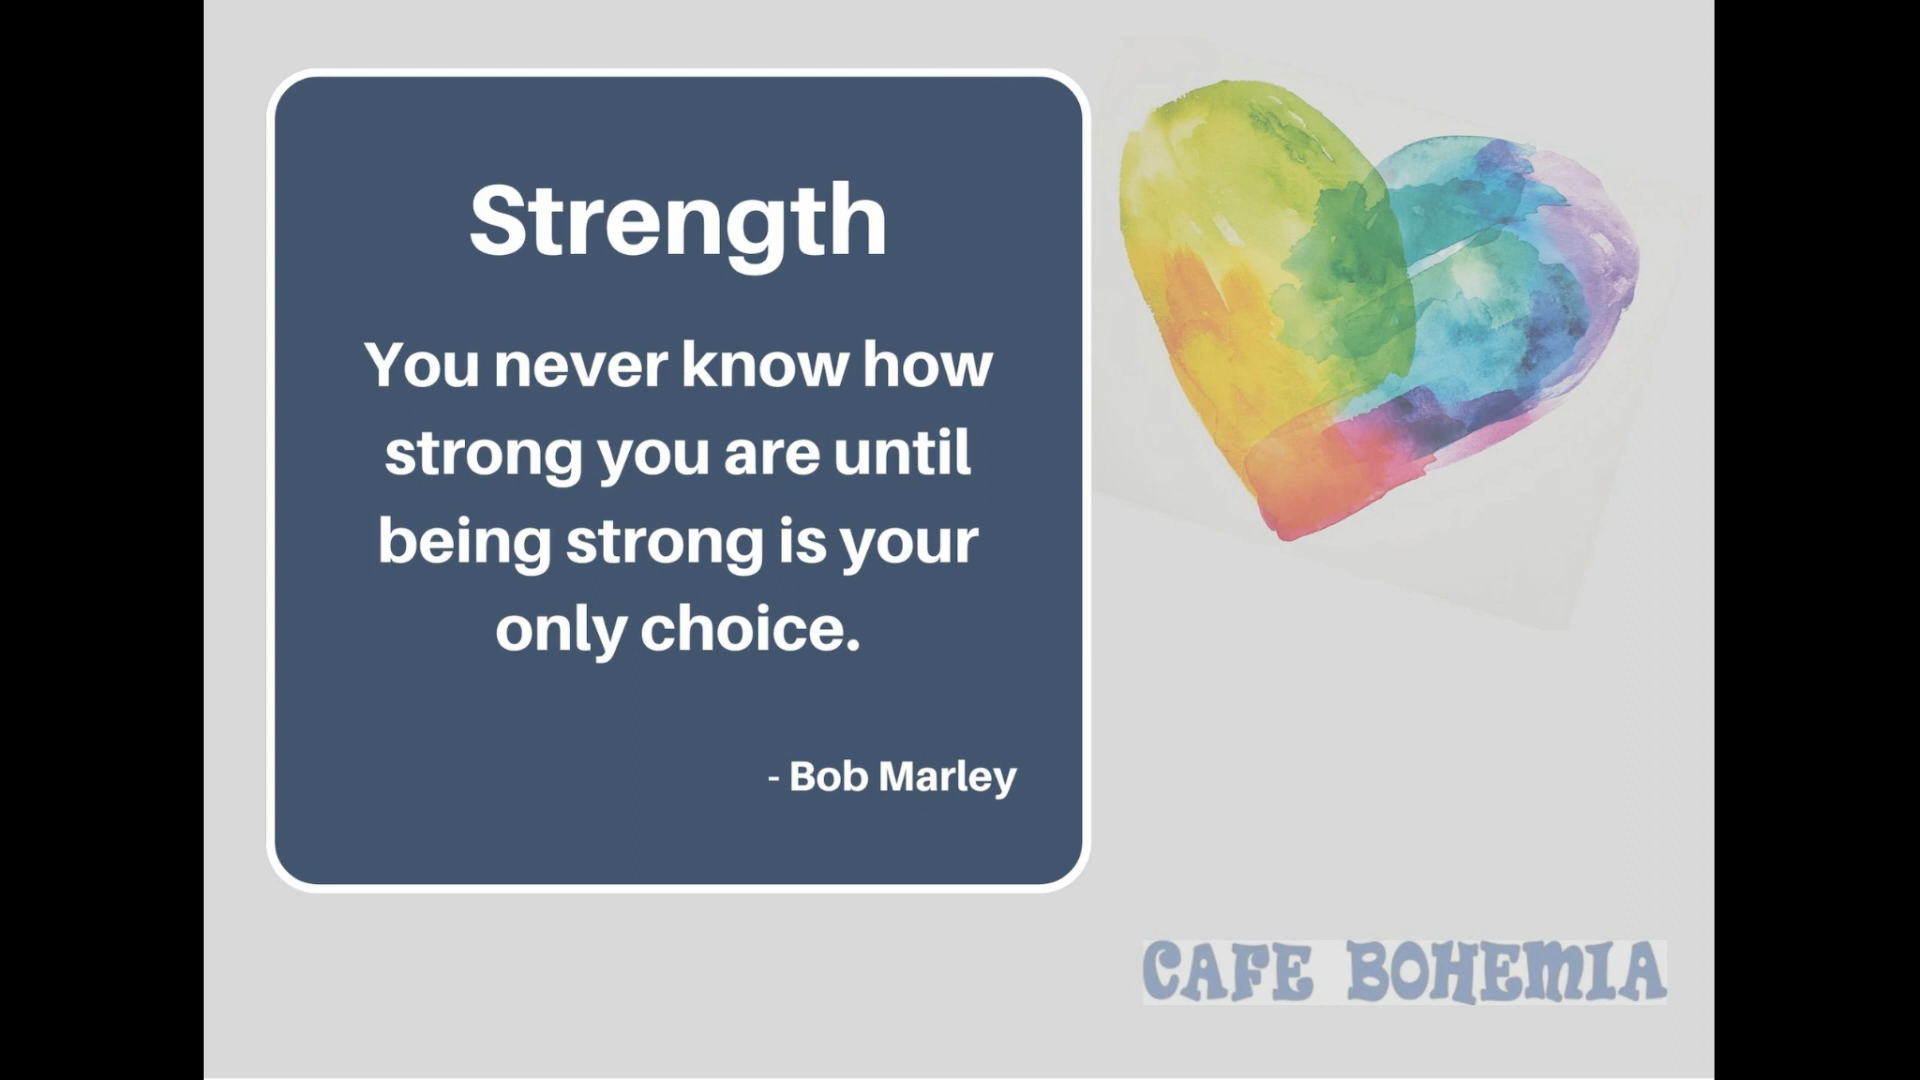 Strength
You never know how
strong you are until
being strong is your
only choice.
- Bob Marley
CAFE BOHEMIA